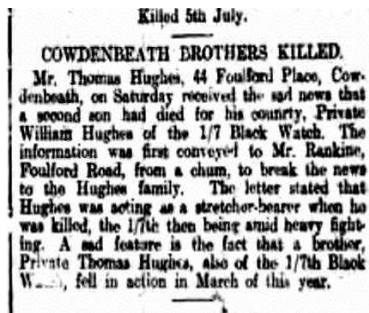 Killed 5th July.
COWDENBEATH BROTHERS KILLED.
Mr. Thomas Hughes, 44 Foulford Place, Cow-
denbeath, on Saturday received the sad news that
a second son had died for his counrty, Private
William Hughes of the 1/7 Black Watch. The
information was first conveyed to Mr. Rankine,
Foulford Road, from a chum, to break the news
to the Hughes family. The letter stated that
Hughes was acting as a stretcher-bearer when he
was killed, the 1/7th then being amid heavy fight-
ing. A sad feature is the fact that a brother,
Private Thomas Hughes, also of the 1/7th Black
fell in action in March of this year.